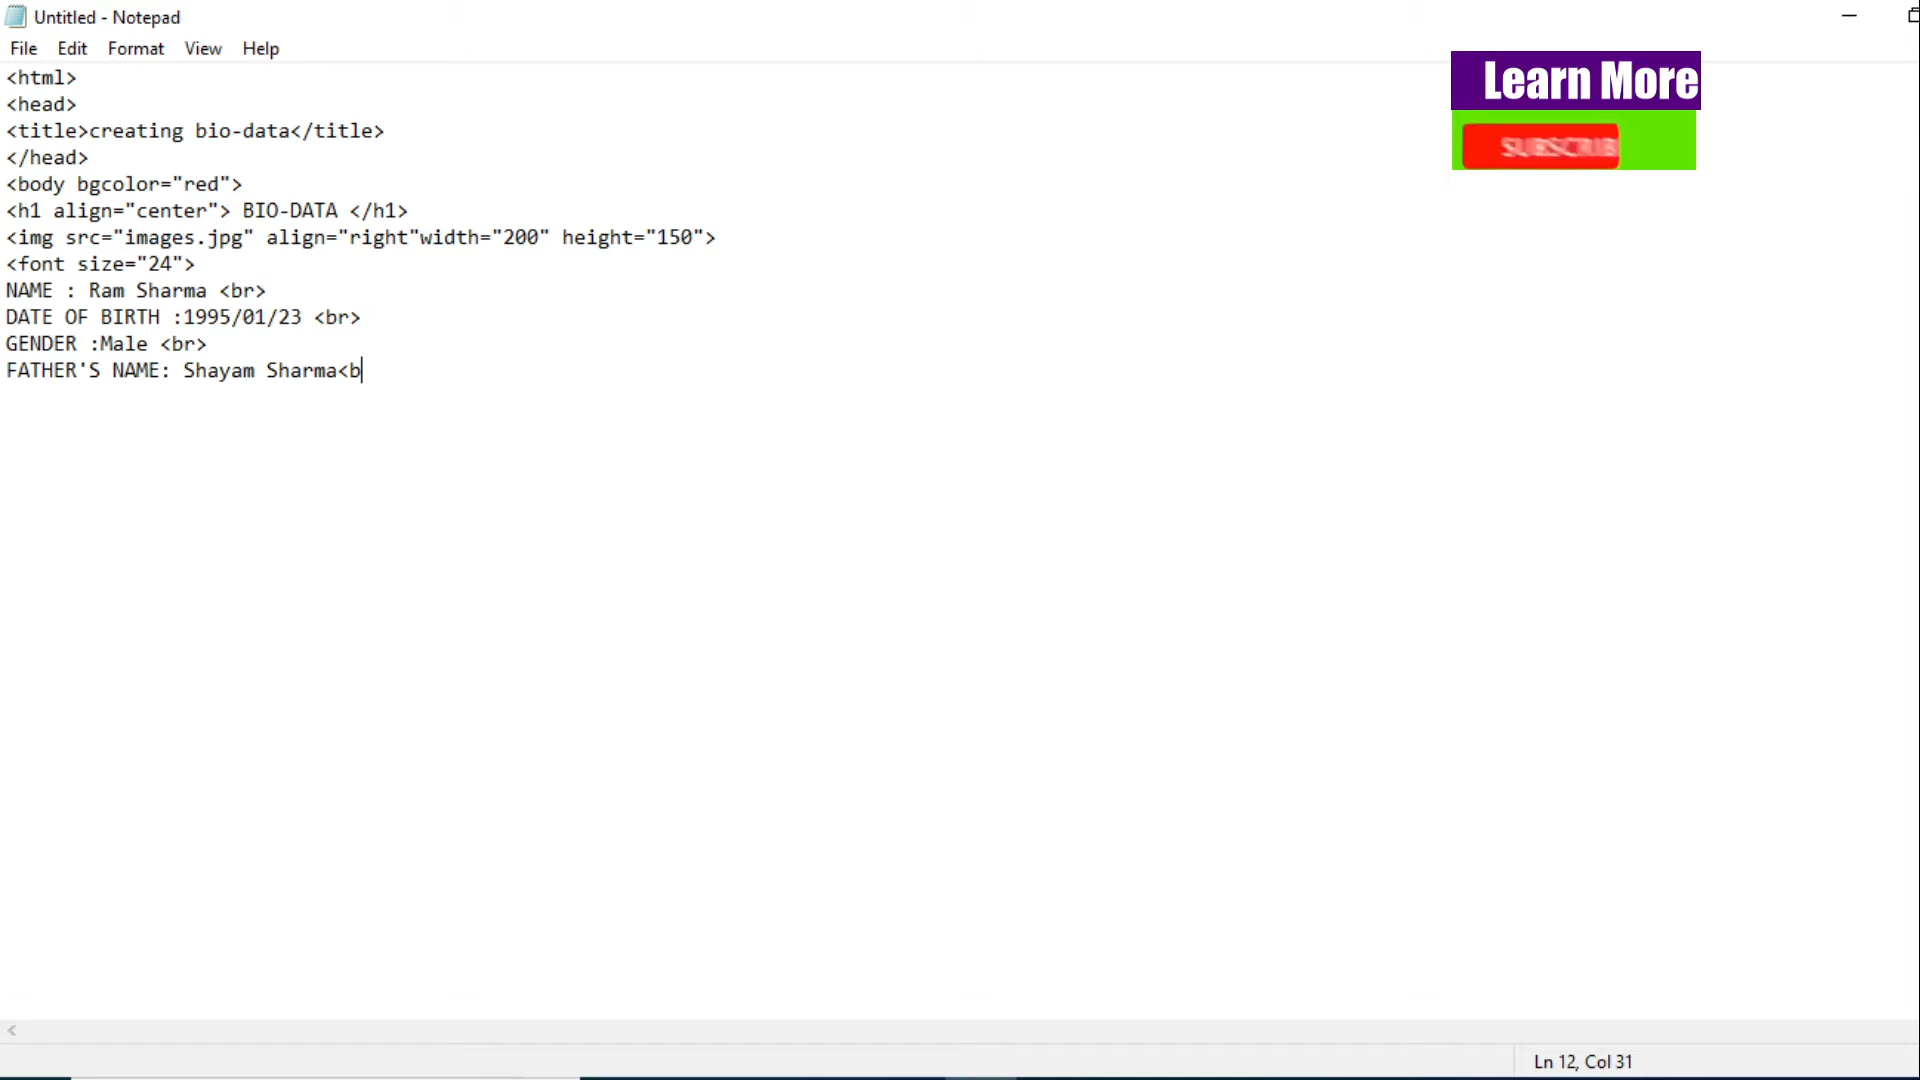 Untitled - Notepad
File Edit Format View Help
<html>
<head>
<title>creating bio-data</title>
</head>
<body bgcolor="red">
<h1 align="center"> BIO-DATA </h1>
<img src="images.jpg" align="right"width="200" height="150">
<font size="24">
NAME : Ram Sharma <br>
DATE OF BIRTH :1995/01/23 <br>
GENDER :Male <br>
FATHER'S NAME: Shayam Sharma<b
Learn More
SUBSCRIB
Ln 12, Col 31